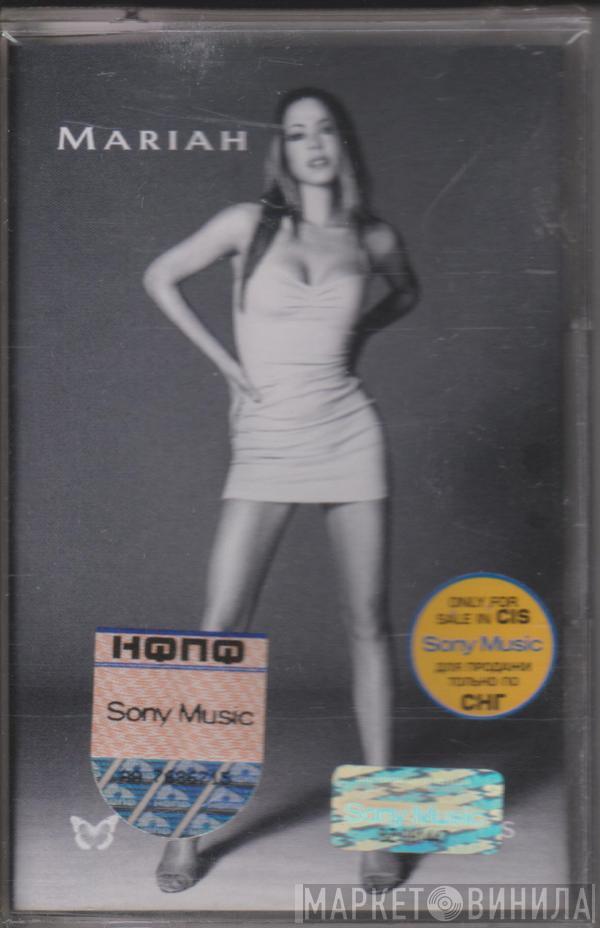 MARIAH
ONLY FOR
SALE IN CIS
Sony Music
ДЛЯ ПРОДАЖИ
ТОЛЬКО ПО
СНГ
НФПФ
Sony Music
Sony Music
S
МАРКЕТ ВИНИЛА